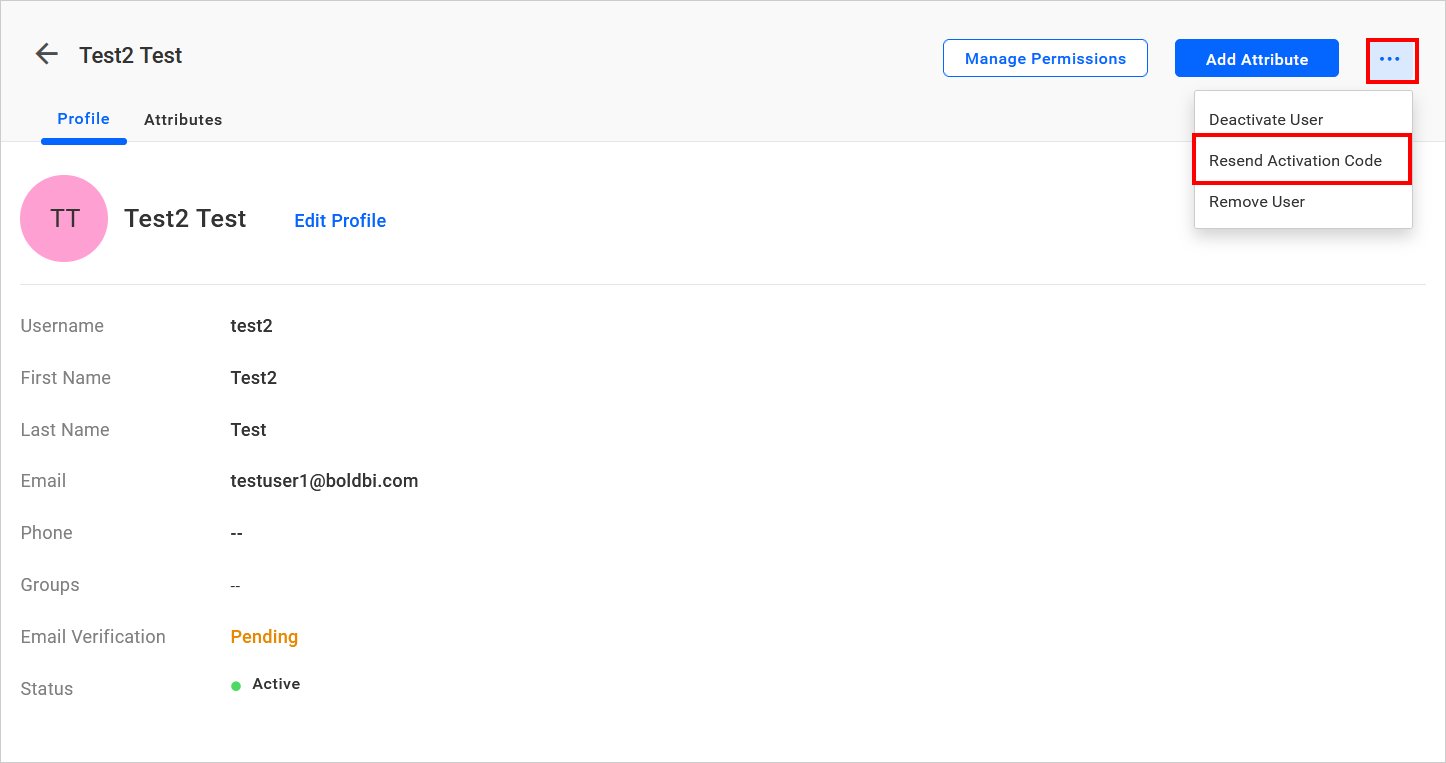 Test2 Test
Manage Permissions
Add Attribute
Profile
Attributes
Deactivate User
Resend Activation Code
Remove User
TT
Test2 Test
Edit Profile
Username test2
First Name Test2
Last Name Test
Email testuser1@boldbi.com
Phone --
Groups --
Email Verification Pending
Status Active